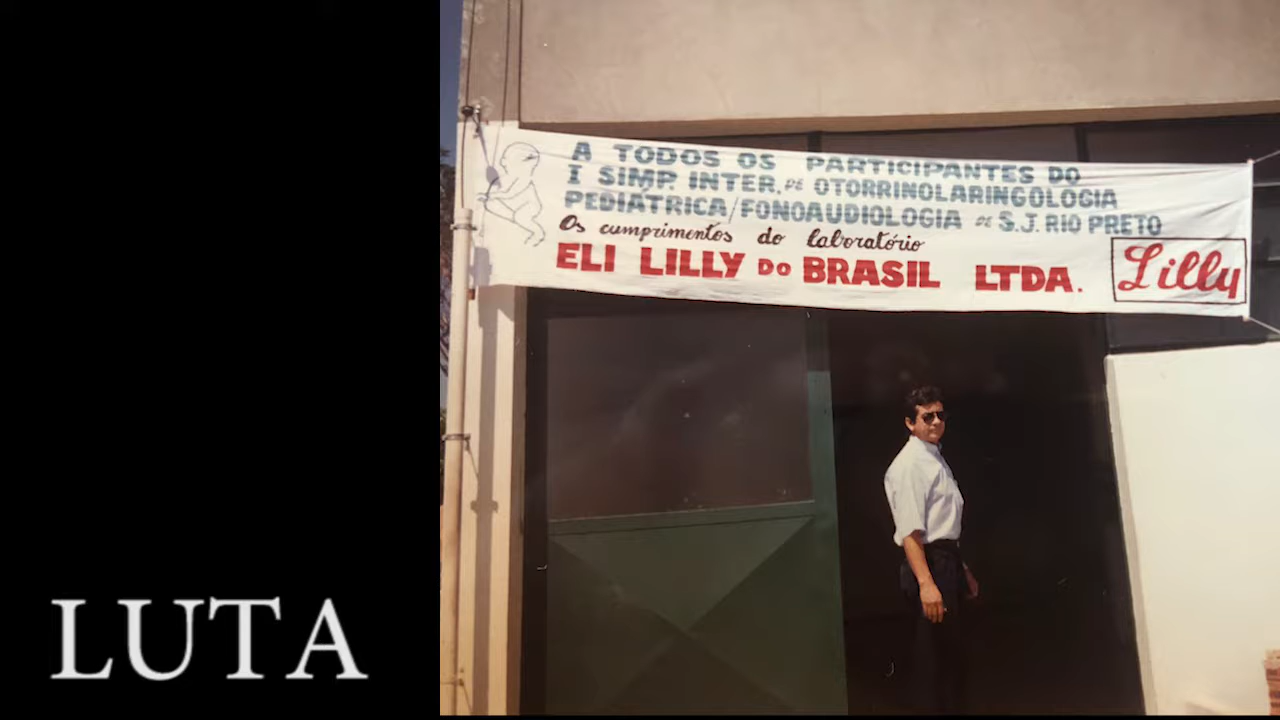 A TODOS OS PARTICIPANTES DO
I SIMP. INTER. DE OTORRINOLARINGOLOGIA
PEDIÁTRICA/FONOAUDIOLOGIA DE S.J. RIO PRETO
Os cumprimentos do laboratório
ELI LILLY DO BRASIL LTDA.
Lilly
LUTA